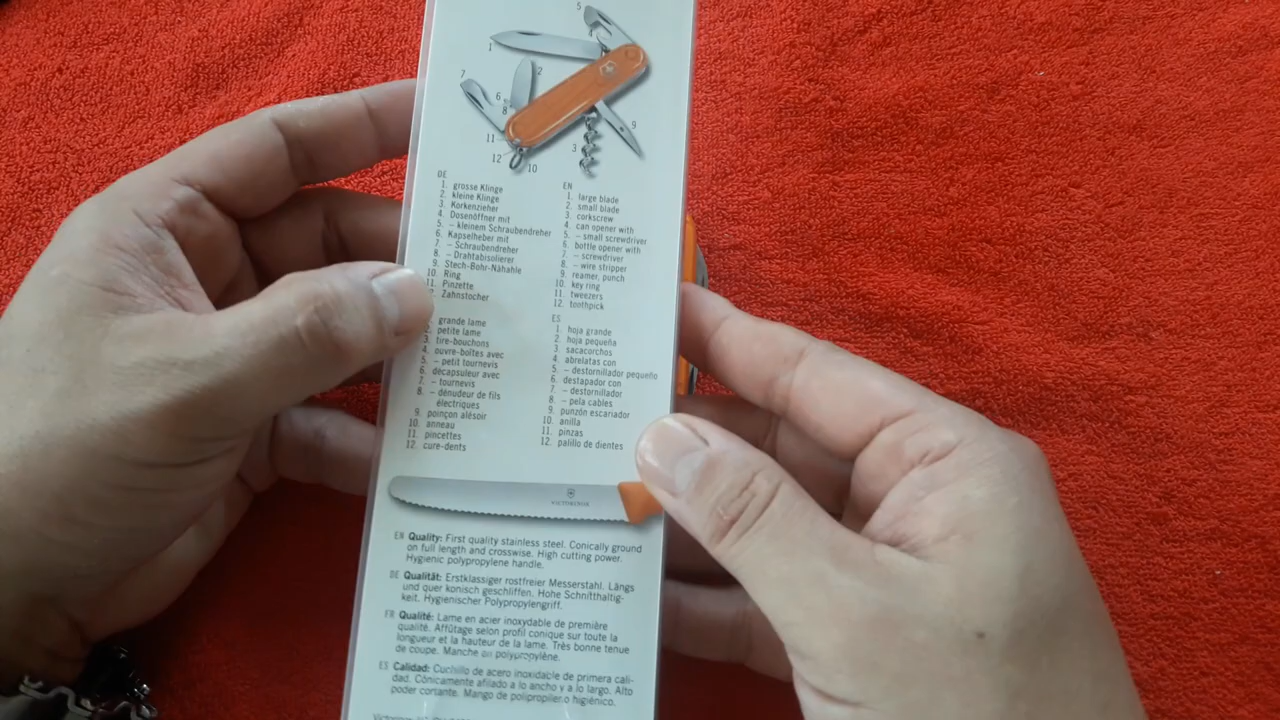 5
4
1
7
2
6
8
9
11
3
12
10
DE
1. grosse Klinge
2. kleine Klinge
3. Korkenzieher
4. Dosenöffner mit
5. – kleinem Schraubendreher
6. Kapselheber mit
7. – Schraubendreher
8. – Drahtabisolierer
9. Stech-Bohr-Nähahle
10. Ring
11. Pinzette
Zahnstocher
EN
1. large blade
2. small blade
3. corkscrew
4. can opener with
5. – small screwdriver
6. bottle opener with
7. – screwdriver
8. – wire stripper
9. reamer, punch
10. key ring
11. tweezers
12. toothpick
grande lame
2. petite lame
3. tire-bouchons
4. ouvre-boîtes avec
5. – petit tournevis
6. décapsuleur avec
7. – tournevis
8. – dénudeur de fils
électriques
9. poinçon alésoir
10. anneau
11. pincettes
12. cure-dents
ES
1. hoja grande
2. hoja pequeña
3. sacacorchos
4. abrelatas con
5. – destornillador pequeño
6. destapador con
7. – destornillador
8. – pela cables
9. punzón escariador
10. anilla
11. pinzas
12. palillo de dientes
VICTORINOX
EN Quality: First quality stainless steel. Conically ground
on full length and crosswise. High cutting power.
Hygienic polypropylene handle.
DE Qualität: Erstklassiger rostfreier Messerstahl. Längs
und quer konisch geschliffen. Hohe Schnitthaltig-
keit. Hygienischer Polypropylengriff.
FR Qualité: Lame en acier inoxydable de première
qualité. Affûtage selon profil conique sur toute la
longueur et la hauteur de la lame. Très bonne tenue
de coupe. Manche en polypropylène.
ES Calidad: Cuchillo de acero inoxidable de primera cali-
dad. Cónicamente afilado a lo ancho y a lo largo. Alto
poder cortante. Mango de polipropileno higiénico.